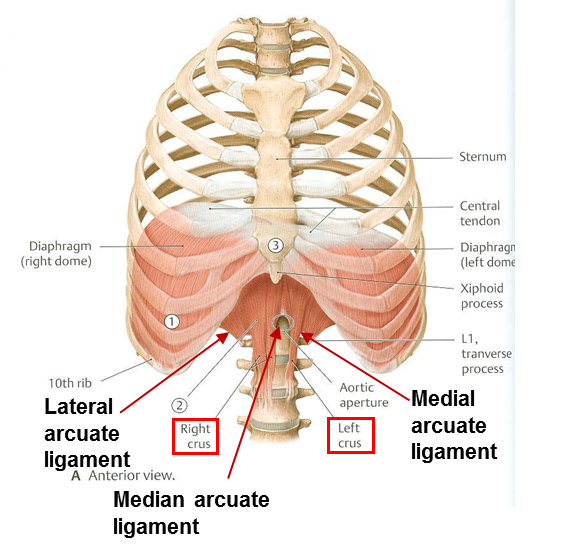 Sternum
Central
tendon
3
Diaphragm
(right dome)
Diaphragm
(left dome
Xiphoid
process
1
L1,
tranverse
process
10th rib
Aortic
aperture
Lateral
arcuate
ligament
2
Right
crus
Left
crus
Medial
arcuate
ligament
A Anterior view.
Median arcuate
ligament